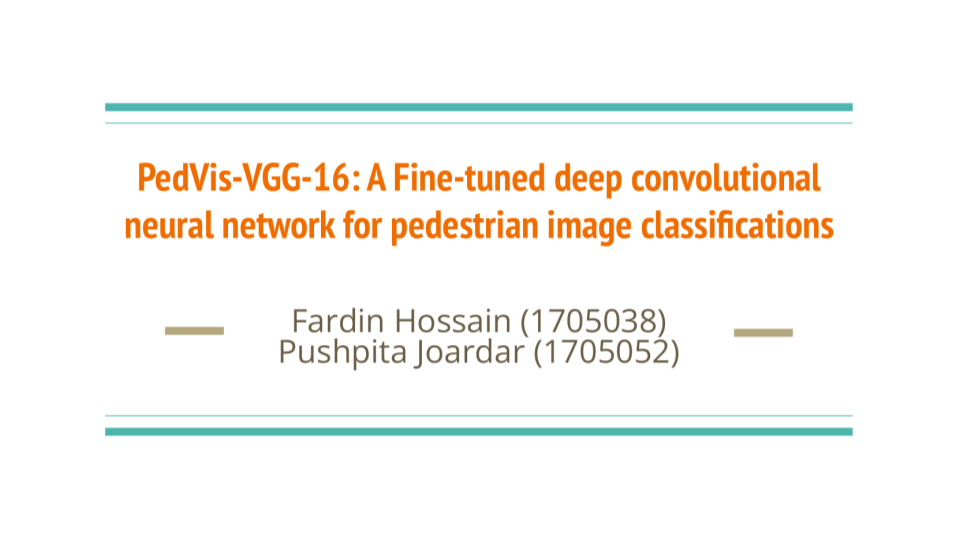 PedVis-VGG-16: A Fine-tuned deep convolutional
neural network for pedestrian image classifications
Fardin Hossain (1705038)
Pushpita Joardar (1705052)